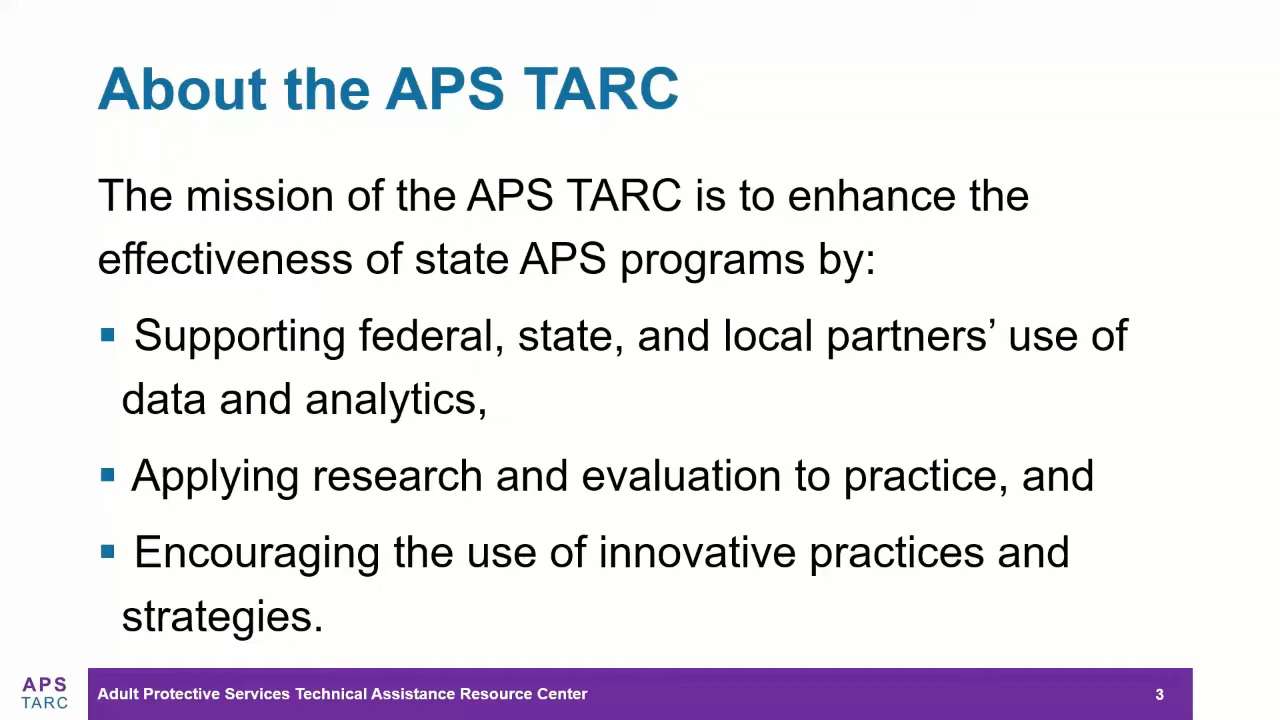 About the APS TARC
The mission of the APS TARC is to enhance the
effectiveness of state APS programs by:
▪ Supporting federal, state, and local partners’ use of
data and analytics,
▪ Applying research and evaluation to practice, and
▪ Encouraging the use of innovative practices and
strategies.
APS
TARC
Adult Protective Services Technical Assistance Resource Center
3